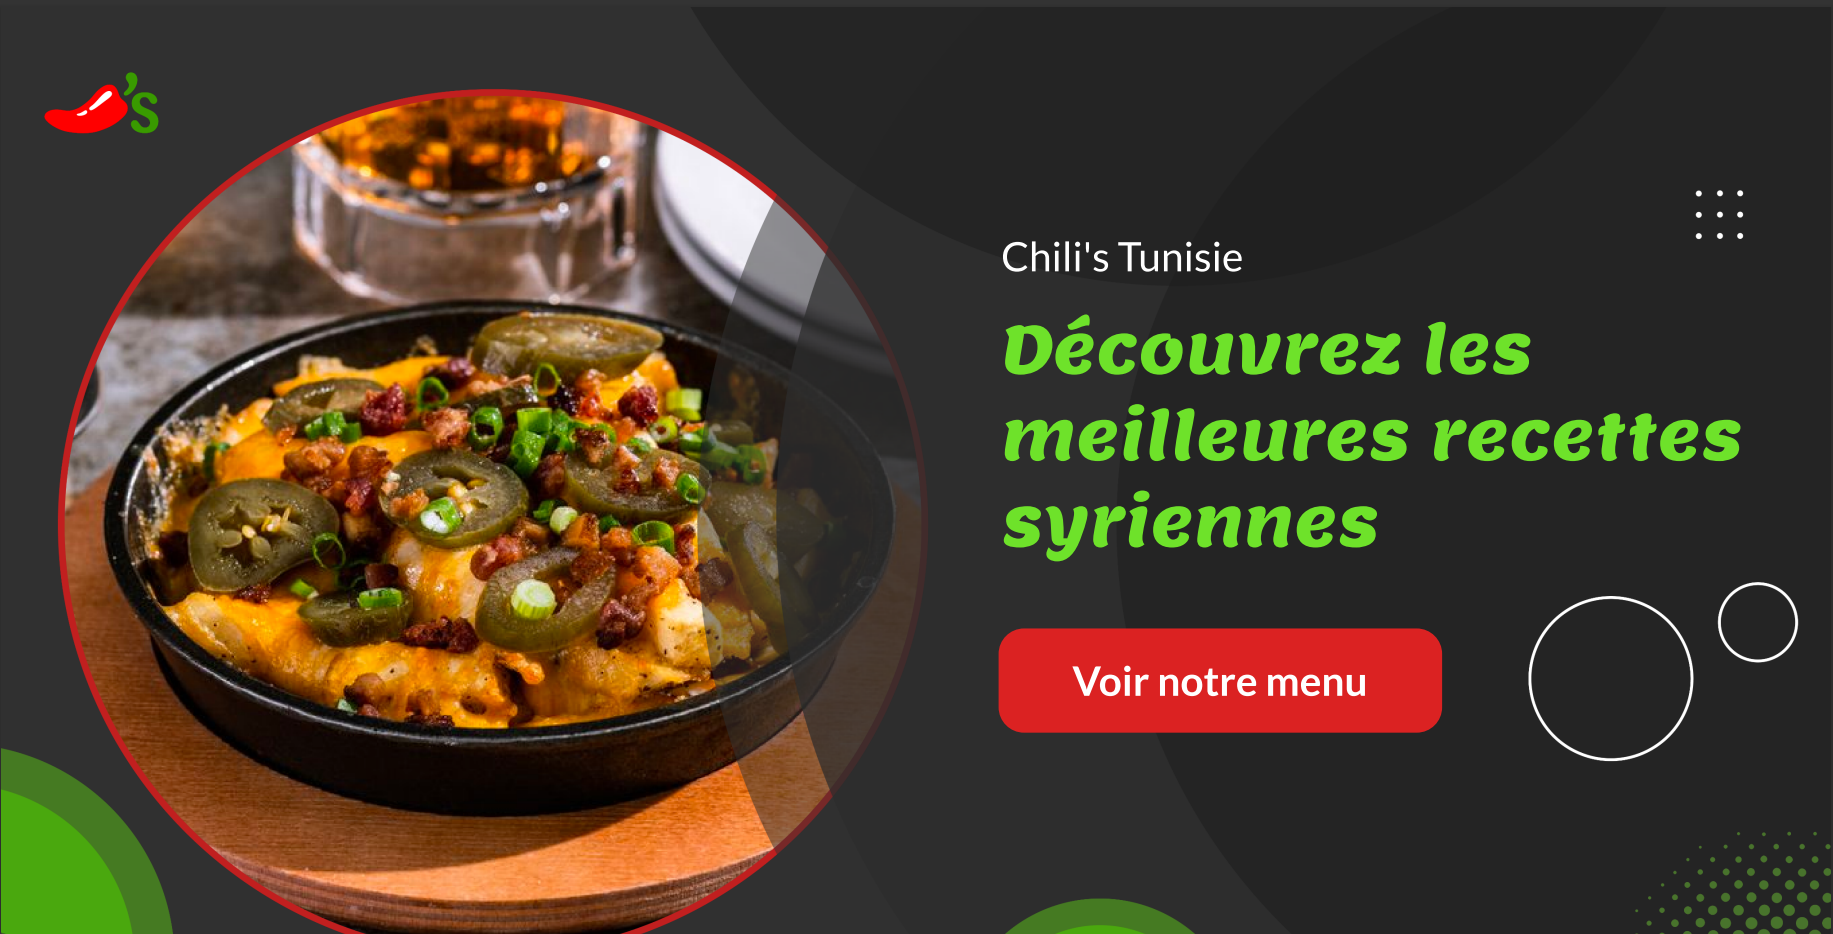 's
Chili's Tunisie
Découvrez les
meilleures recettes
syriennes
Voir notre menu